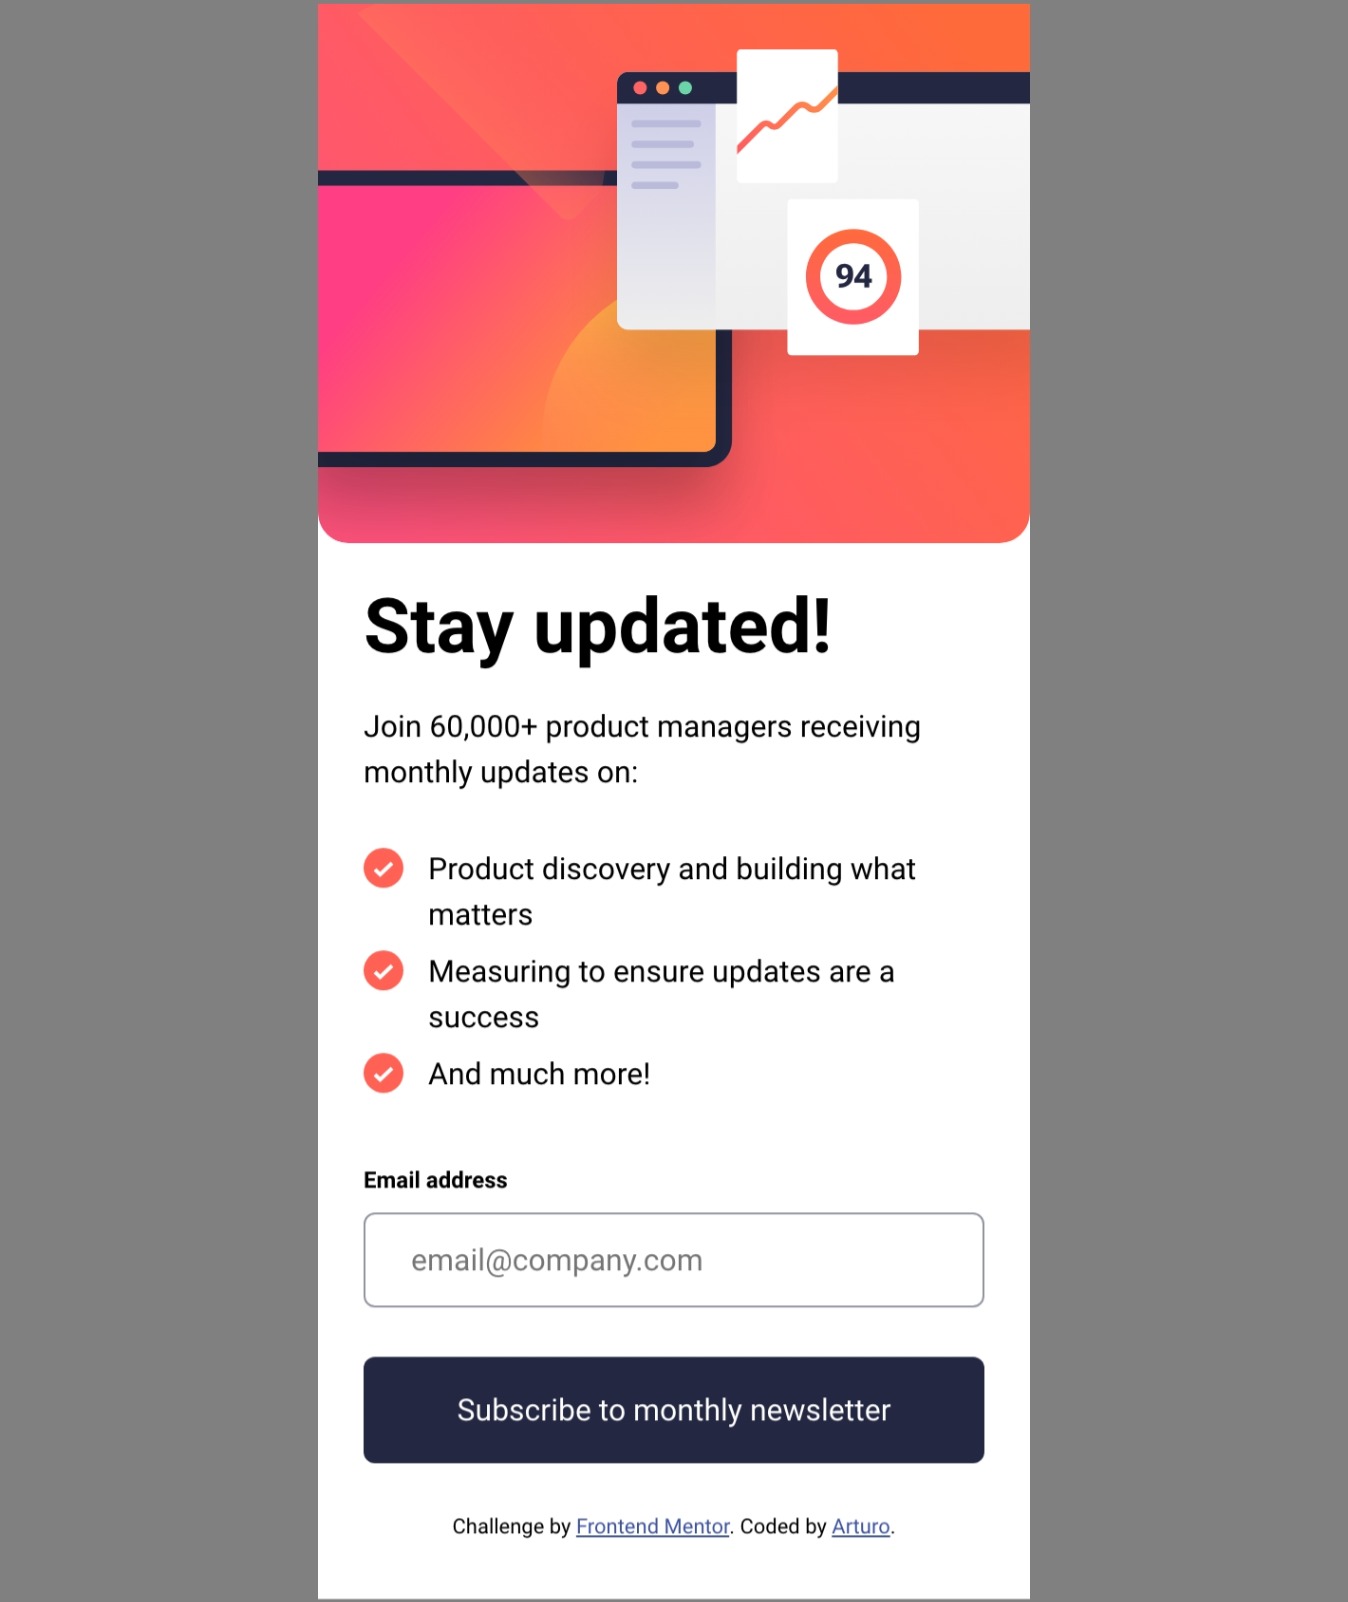 94
Stay updated!
Join 60,000+ product managers receiving
monthly updates on:
Product discovery and building what
matters
Measuring to ensure updates are a
success
And much more!
Email address
email@company.com
Subscribe to monthly newsletter
Challenge by Frontend Mentor. Coded by Arturo.